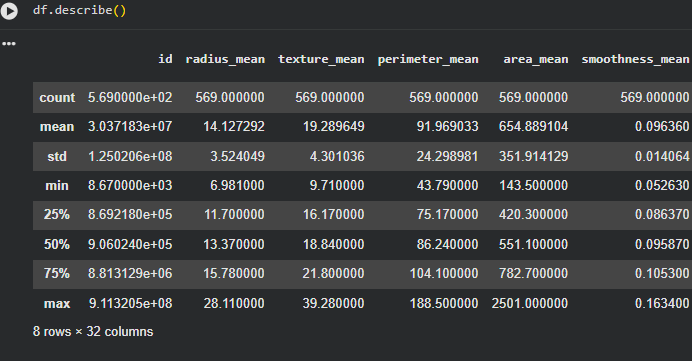 df.describe()
id radius_mean texture_mean perimeter_mean area_mean smoothness_mean
count 5.690000e+02 569.000000 569.000000 569.000000 569.000000 569.000000
mean 3.037183e+07 14.127292 19.289649 91.969033 654.889104 0.096360
std 1.250206e+08 3.524049 4.301036 24.298981 351.914129 0.014064
min 8.670000e+03 6.981000 9.710000 43.790000 143.500000 0.052630
25% 8.692180e+05 11.700000 16.170000 75.170000 420.300000 0.086370
50% 9.060240e+05 13.370000 18.840000 86.240000 551.100000 0.095870
75% 8.813129e+06 15.780000 21.800000 104.100000 782.700000 0.105300
max 9.113205e+08 28.110000 39.280000 188.500000 2501.000000 0.163400
8 rows × 32 columns